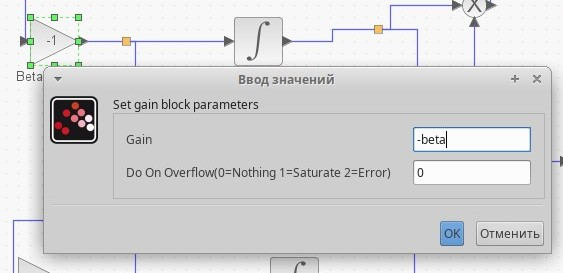 -1
X
Beta
Ввод значений
Set gain block parameters
Gain
-beta
Do On Overflow(0=Nothing 1=Saturate 2=Error)
0
OK
Отменить